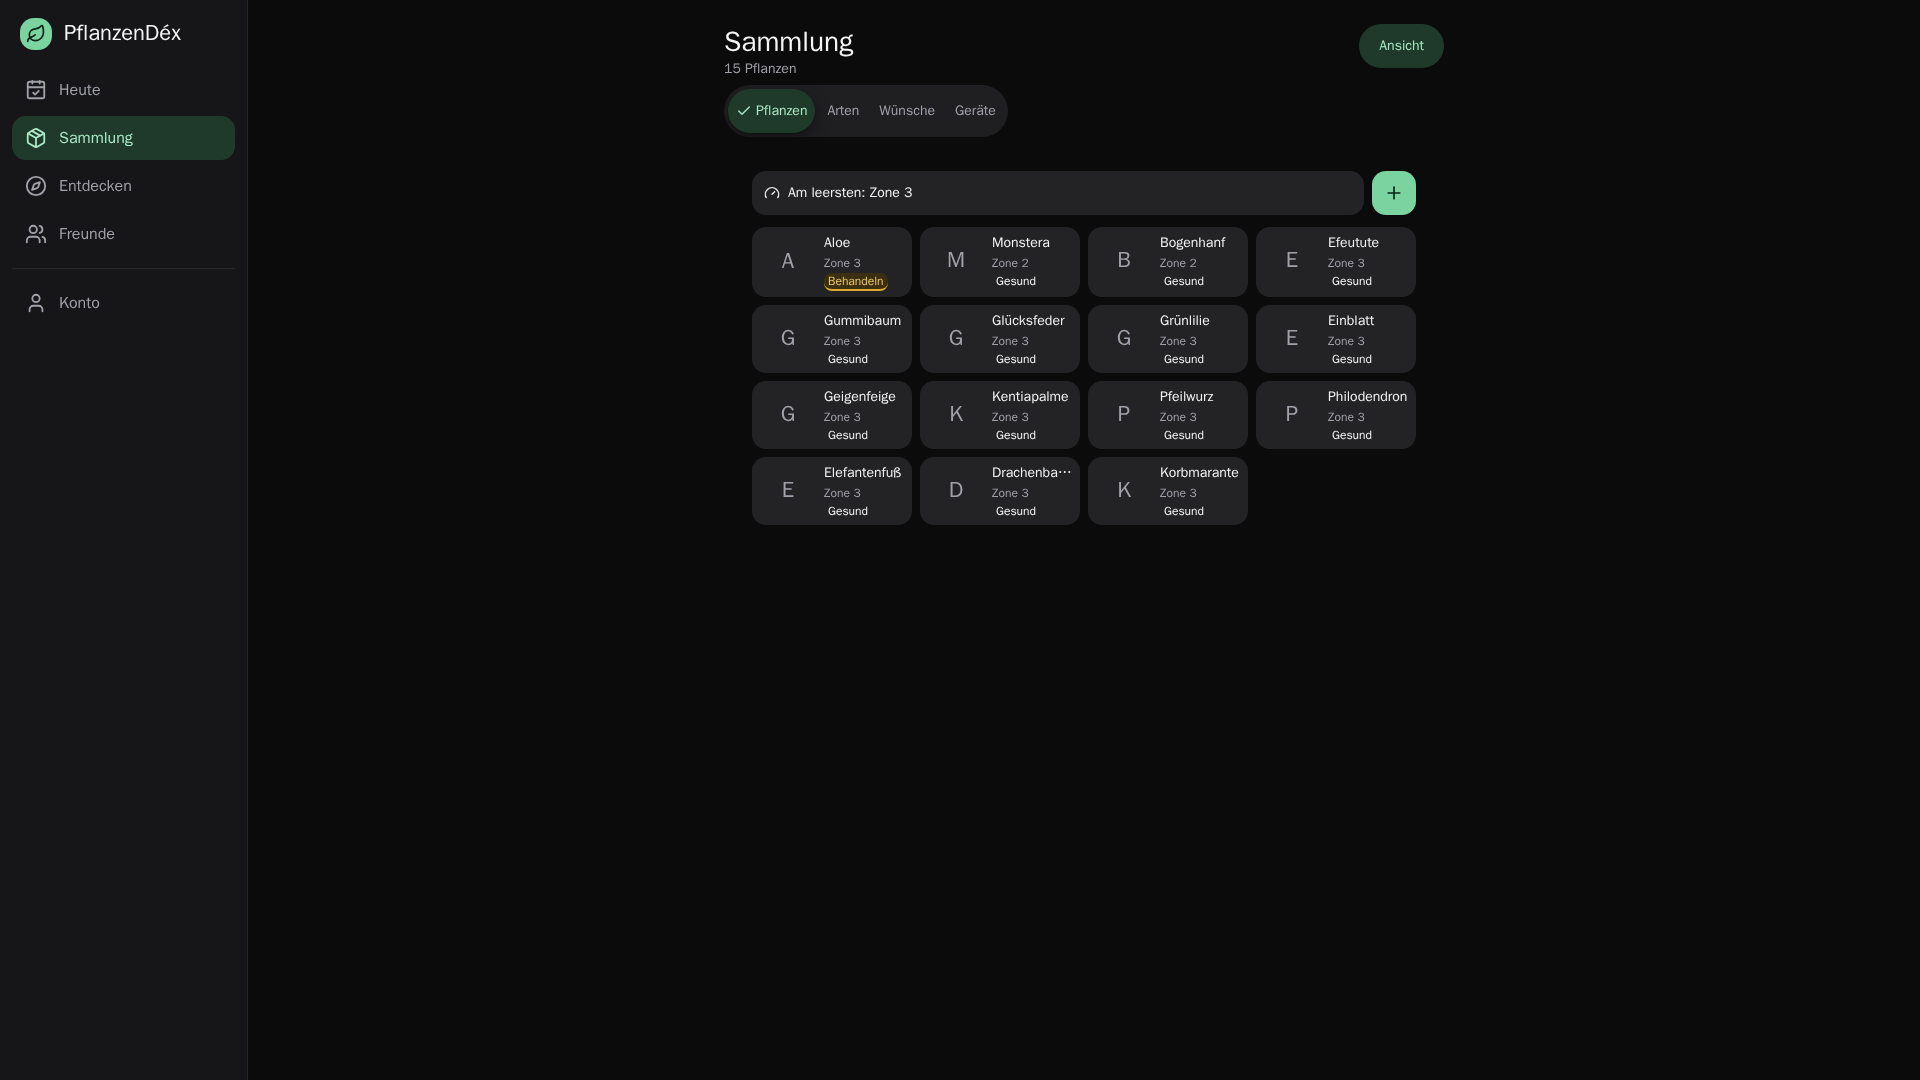 PflanzenDéx
Heute
Sammlung
Entdecken
Freunde
Konto
Sammlung
15 Pflanzen
Ansicht
Pflanzen Arten Wünsche Geräte
Am leersten: Zone 3
A
Aloe
Zone 3
Behandeln
M
Monstera
Zone 2
Gesund
B
Bogenhanf
Zone 2
Gesund
E
Efeutute
Zone 3
Gesund
G
Gummibaum
Zone 3
Gesund
G
Glücksfeder
Zone 3
Gesund
G
Grünlilie
Zone 3
Gesund
E
Einblatt
Zone 3
Gesund
G
Geigenfeige
Zone 3
Gesund
K
Kentiapalme
Zone 3
Gesund
P
Pfeilwurz
Zone 3
Gesund
P
Philodendron
Zone 3
Gesund
E
Elefantenfuß
Zone 3
Gesund
D
Drachenba…
Zone 3
Gesund
K
Korbmarante
Zone 3
Gesund